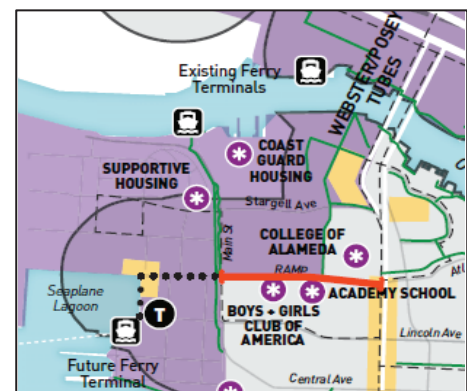 Existing Ferry
Terminals
WEBSTER/POSEY
TUBES
COAST
GUARD
HOUSING
SUPPORTIVE
HOUSING
Stargell Ave
Main St
COLLEGE OF
ALAMEDA
RAMP
Seaplane
Lagoon
T
ACADEMY SCHOOL
BOYS + GIRLS
CLUB OF
AMERICA
Lincoln Ave
Future Ferry
Terminal
Central Ave